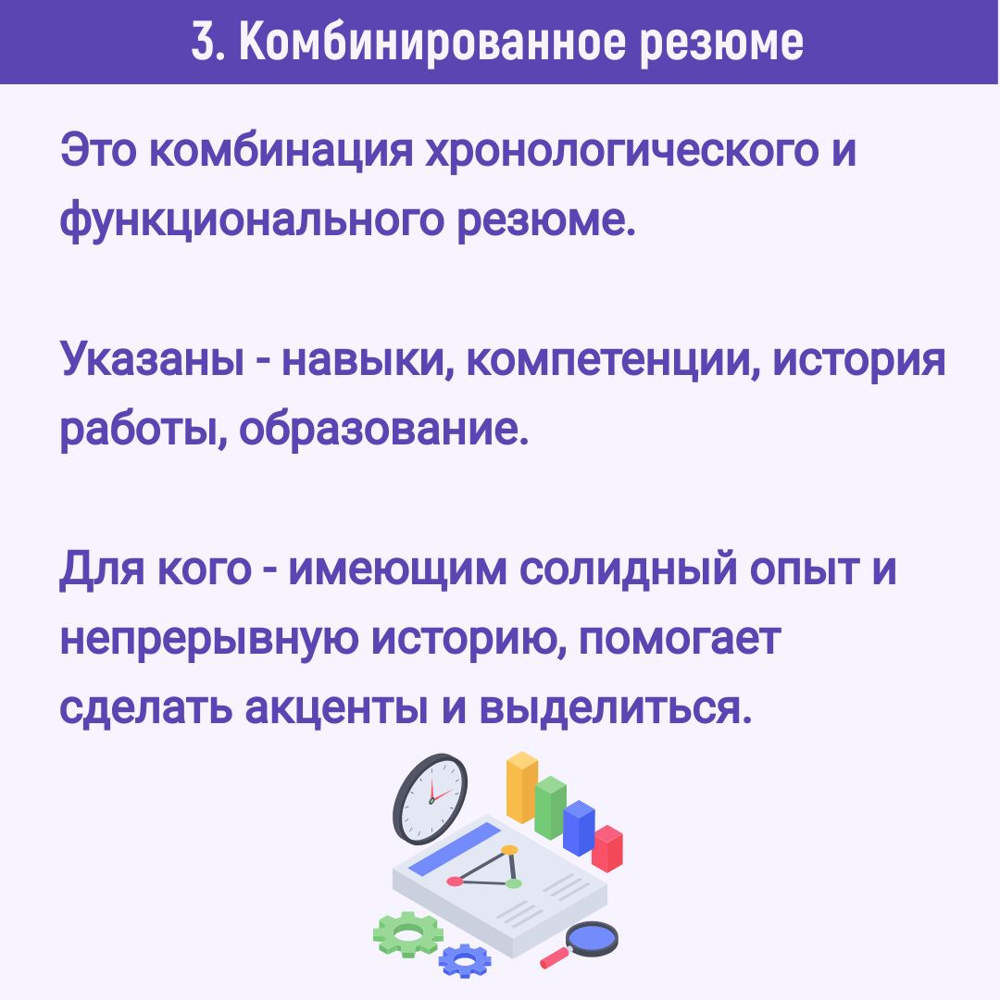 3. Комбинированное резюме
Это комбинация хронологического и
функционального резюме.
Указаны - навыки, компетенции, история
работы, образование.
Для кого - имеющим солидный опыт и
непрерывную историю, помогает
сделать акценты и выделиться.